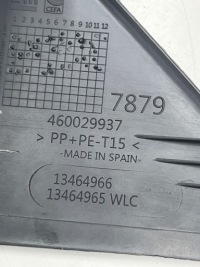 CIFA
1 2 3 4 5 6 7 8 9 10 11 12
7879
460029937
> PP+PE-T15 <
-MADE IN SPAIN-
13464966
13464965 WLC